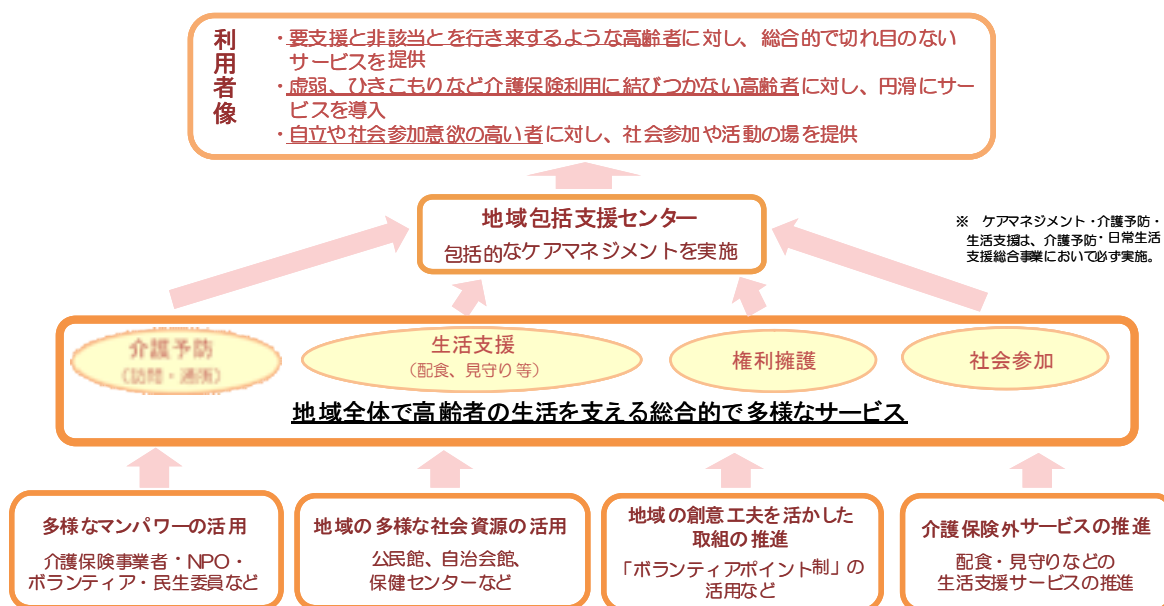 利用者像
・要支援と非該当とを行き来するような高齢者に対し、総合的で切れ目のない
サービスを提供
・虚弱、ひきこもりなど介護保険利用に結びつかない高齢者に対し、円滑にサー
ビスを導入
・自立や社会参加意欲の高い者に対し、社会参加や活動の場を提供
地域包括支援センター
包括的なケアマネジメントを実施
※ ケアマネジメント・介護予防・
生活支援は、介護予防・日常生活
支援総合事業において必ず実施。
介護予防
（訪問・通所）
生活支援
（配食、見守り等）
権利擁護
社会参加
地域全体で高齢者の生活を支える総合的で多様なサービス
多様なマンパワーの活用
介護保険事業者・NPO・
ボランティア・民生委員など
地域の多様な社会資源の活用
公民館、自治会館、
保健センターなど
地域の創意工夫を活かした
取組の推進
「ボランティアポイント制」の
活用など
介護保険外サービスの推進
配食・見守りなどの
生活支援サービスの推進